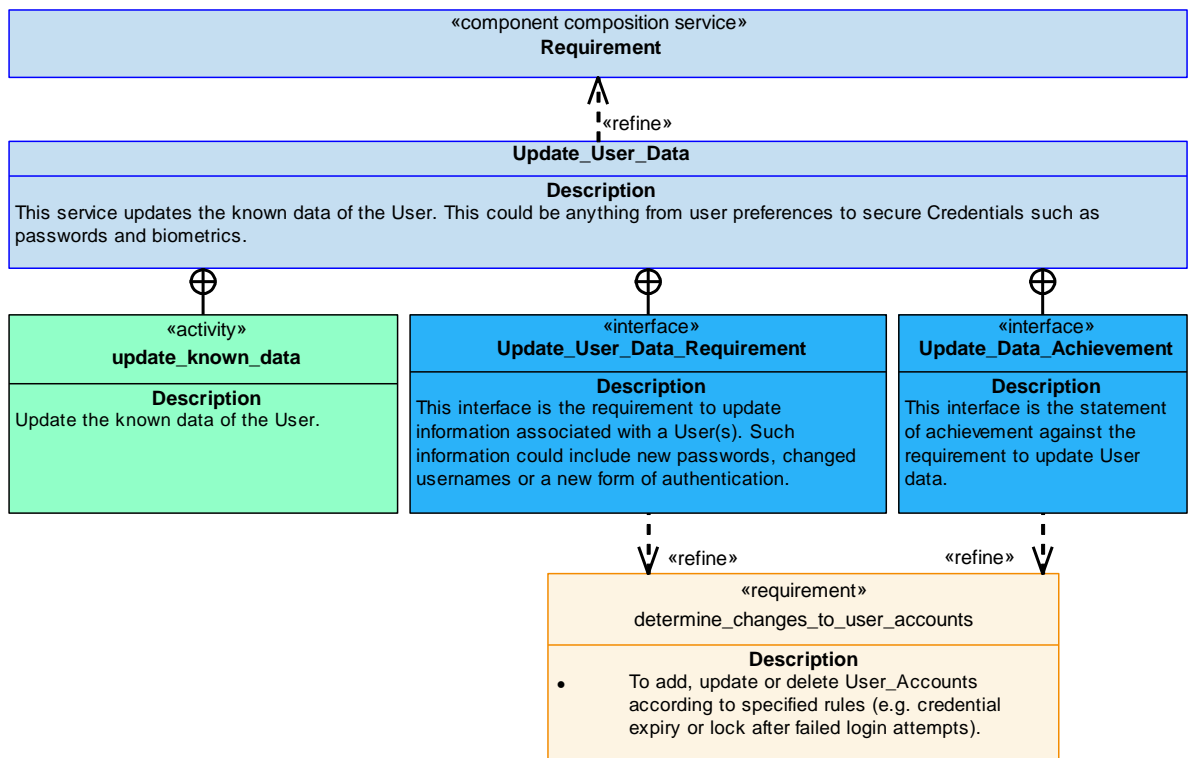 «component composition service»
Requirement
«refine»
Update_User_Data
Description
This service updates the known data of the User. This could be anything from user preferences to secure Credentials such as
passwords and biometrics.
«activity»
update_known_data
Description
Update the known data of the User.
«interface»
Update_User_Data_Requirement
Description
This interface is the requirement to update
information associated with a User(s). Such
information could include new passwords, changed
usernames or a new form of authentication.
«interface»
Update_Data_Achievement
Description
This interface is the statement
of achievement against the
requirement to update User
data.
«refine»
«refine»
«requirement»
determine_changes_to_user_accounts
Description
• To add, update or delete User_Accounts
according to specified rules (e.g. credential
expiry or lock after failed login attempts).